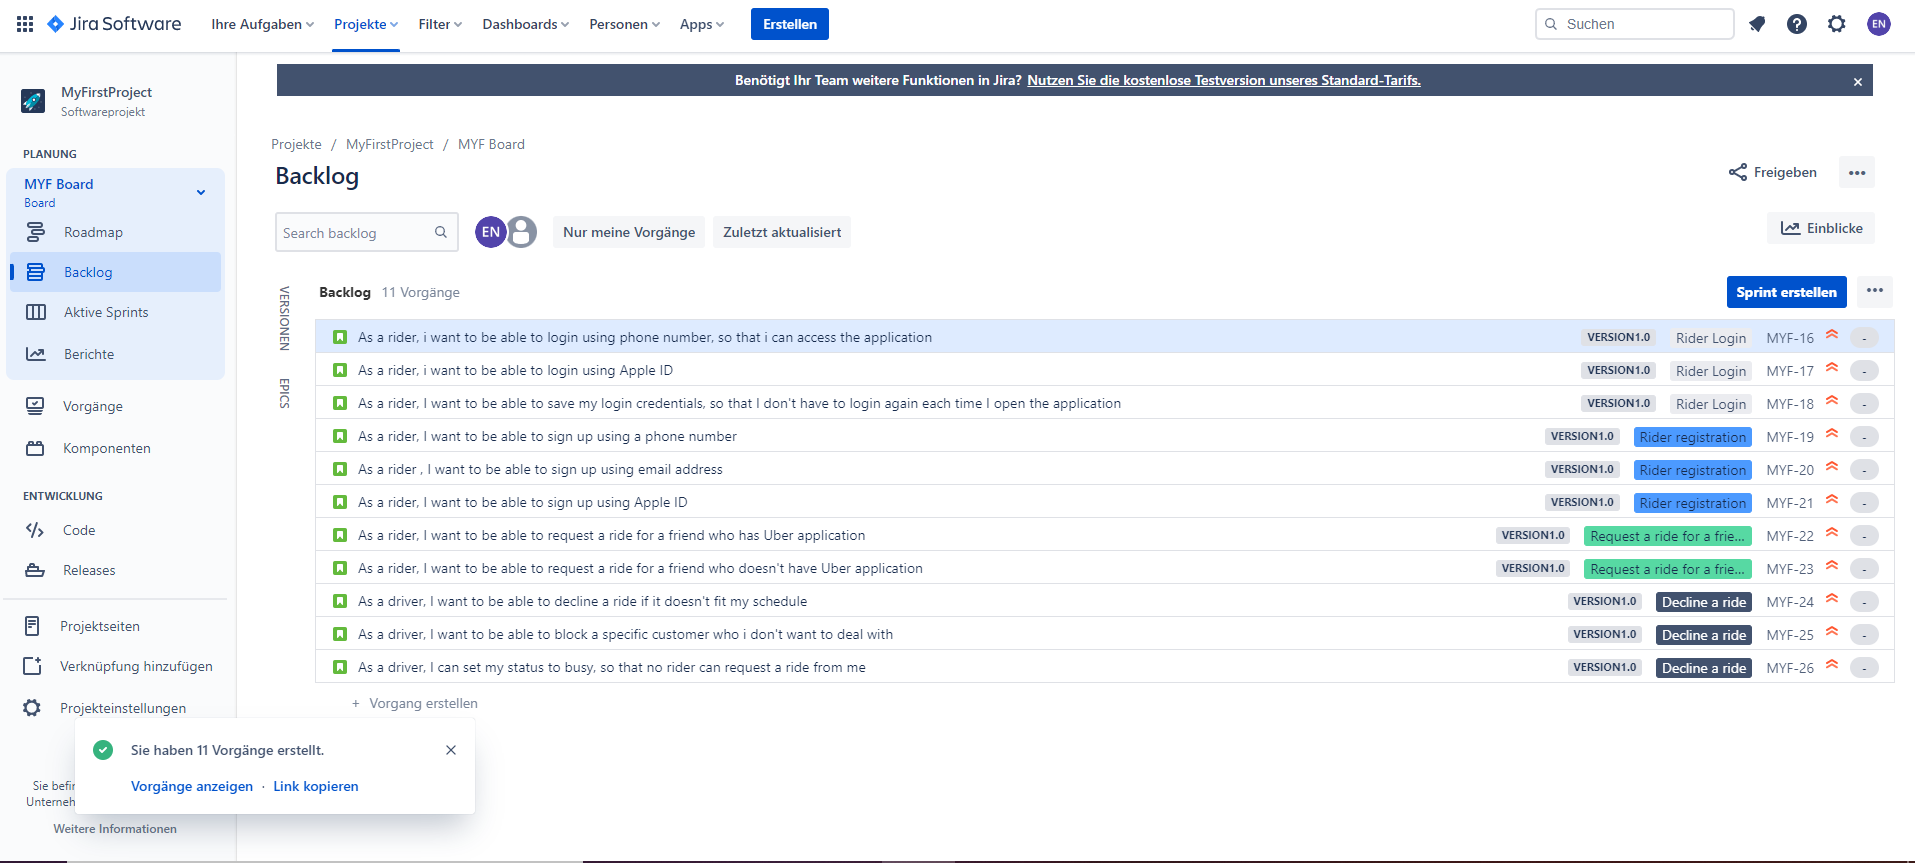 Jira Software Ihre Aufgaben Projekte Filter Dashboards Personen Apps Erstellen Suchen EN
Benötigt Ihr Team weitere Funktionen in Jira? Nutzen Sie die kostenlose Testversion unseres Standard-Tarifs.
MyFirstProject
Softwareprojekt
PLANUNG
MYF Board
Board
Roadmap
Backlog
Aktive Sprints
Berichte
Vorgänge
Komponenten
ENTWICKLUNG
Code
Releases
Projektseiten
Verknüpfung hinzufügen
Projekteinstellungen
Projekte / MyFirstProject / MYF Board
Backlog
Freigeben
Search backlog EN Nur meine Vorgänge Zuletzt aktualisiert Einblicke
VERSIONEN
EPICS
Backlog 11 Vorgänge Sprint erstellen
As a rider, i want to be able to login using phone number, so that i can access the application VERSION1.0 Rider Login MYF-16 -
As a rider, i want to be able to login using Apple ID VERSION1.0 Rider Login MYF-17 -
As a rider, I want to be able to save my login credentials, so that I don't have to login again each time I open the application VERSION1.0 Rider Login MYF-18 -
As a rider, I want to be able to sign up using a phone number VERSION1.0 Rider registration MYF-19 -
As a rider , I want to be able to sign up using email address VERSION1.0 Rider registration MYF-20 -
As a rider, I want to be able to sign up using Apple ID VERSION1.0 Rider registration MYF-21 -
As a rider, I want to be able to request a ride for a friend who has Uber application VERSION1.0 Request a ride for a frie... MYF-22 -
As a rider, I want to be able to request a ride for a friend who doesn't have Uber application VERSION1.0 Request a ride for a frie... MYF-23 -
As a driver, I want to be able to decline a ride if it doesn't fit my schedule VERSION1.0 Decline a ride MYF-24 -
As a driver, I want to be able to block a specific customer who i don't want to deal with VERSION1.0 Decline a ride MYF-25 -
As a driver, I can set my status to busy, so that no rider can request a ride from me VERSION1.0 Decline a ride MYF-26 -
+ Vorgang erstellen
Sie haben 11 Vorgänge erstellt.
Vorgänge anzeigen · Link kopieren
Sie
Weitere Informationen